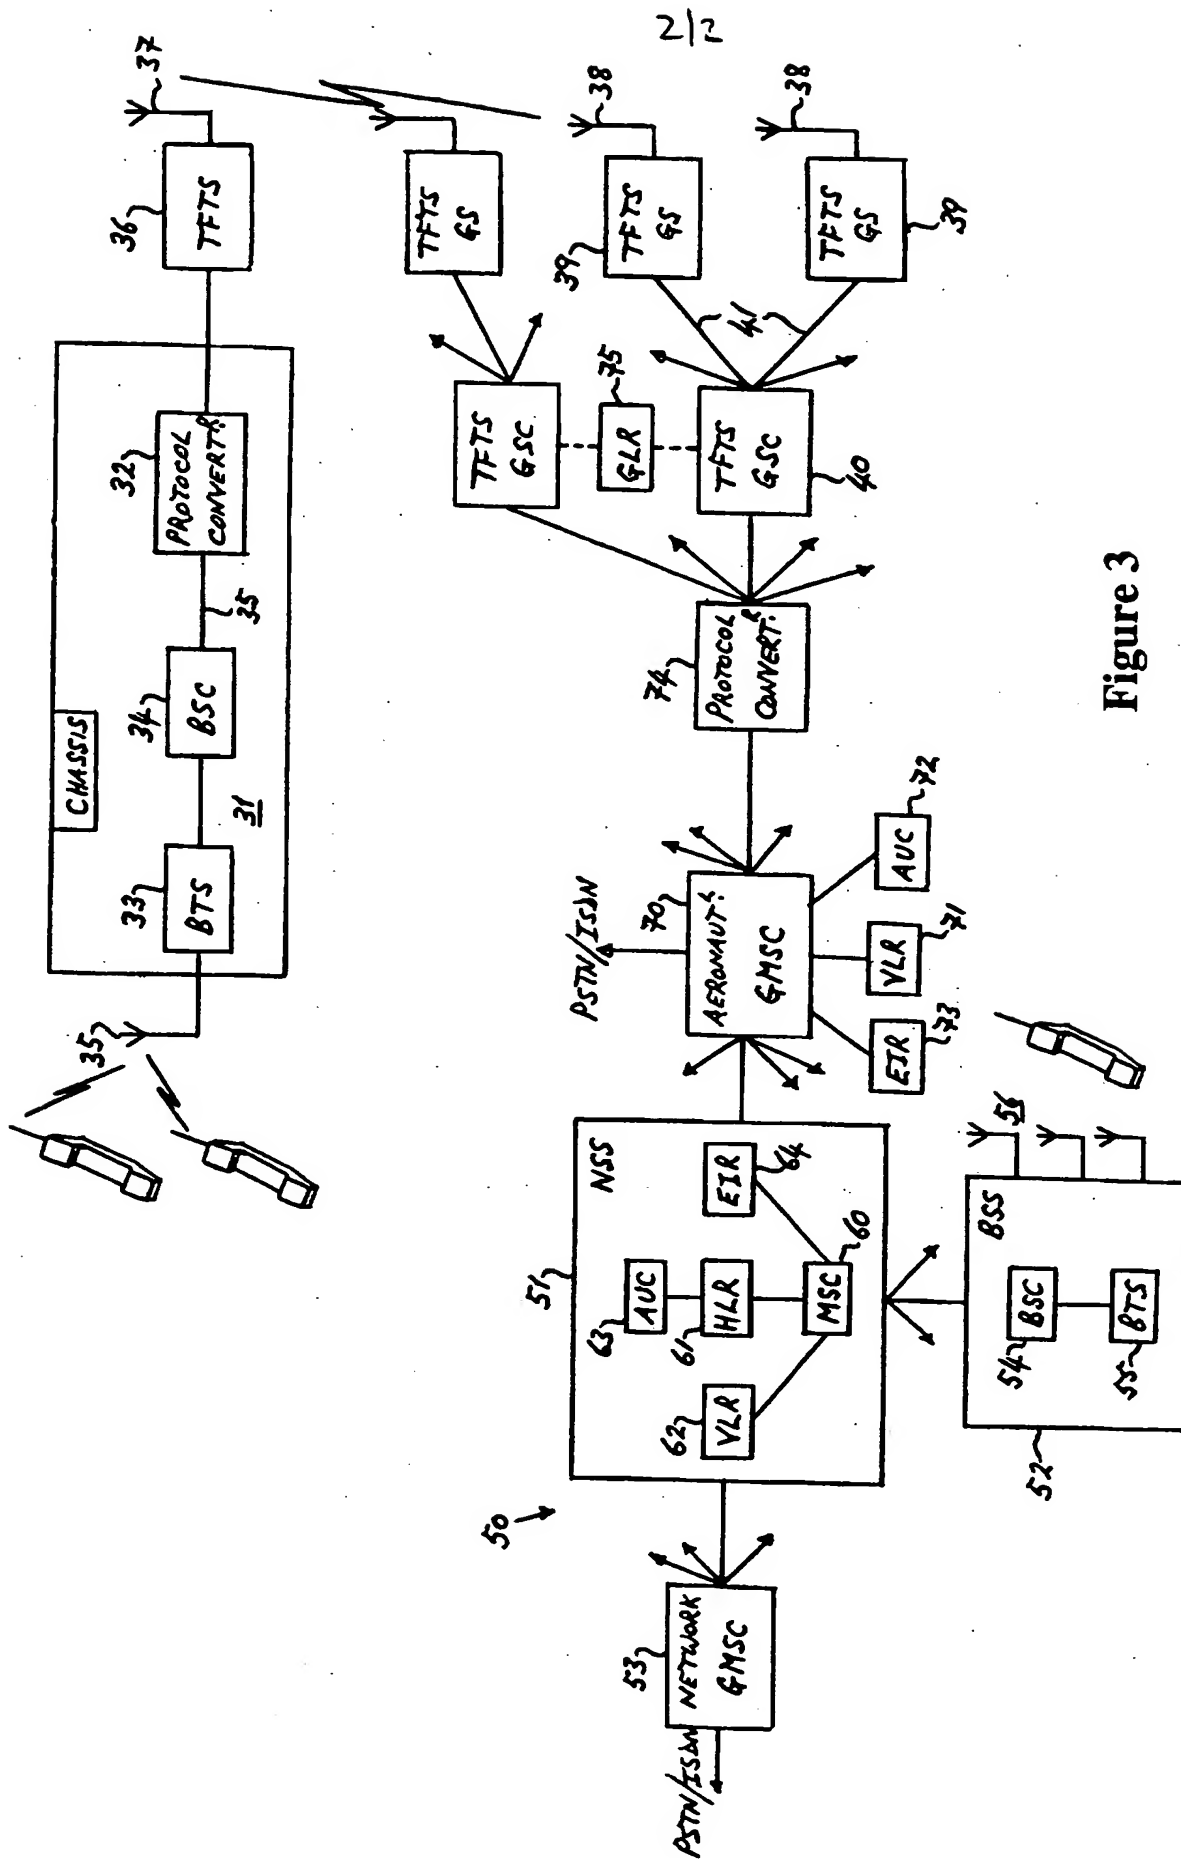 2/2
CHASSIS
35
33
BTS
31
34
BSC
35
32
PROTOCOL
CONVERTR.
36
TFTS
37
TFTS
GS
TFTS
GSC
GLR
75
39
TFTS
GS
38
TFTS
GS
38
39
41
TFTS
GSC
40
74
PROTOCOL
CONVERT.R
PSTN/ISDN
70
AERONAUT.L
GMSC
AUC
72
VLR
71
EIR
73
50
51
NSS
63
AUC
61
HLR
EIR
64
62
VLR
MSC
60
53
NETWORK
GMSC
PSTN/ISDN
52
BSS
56
54
BSC
55
BTS
Figure 3